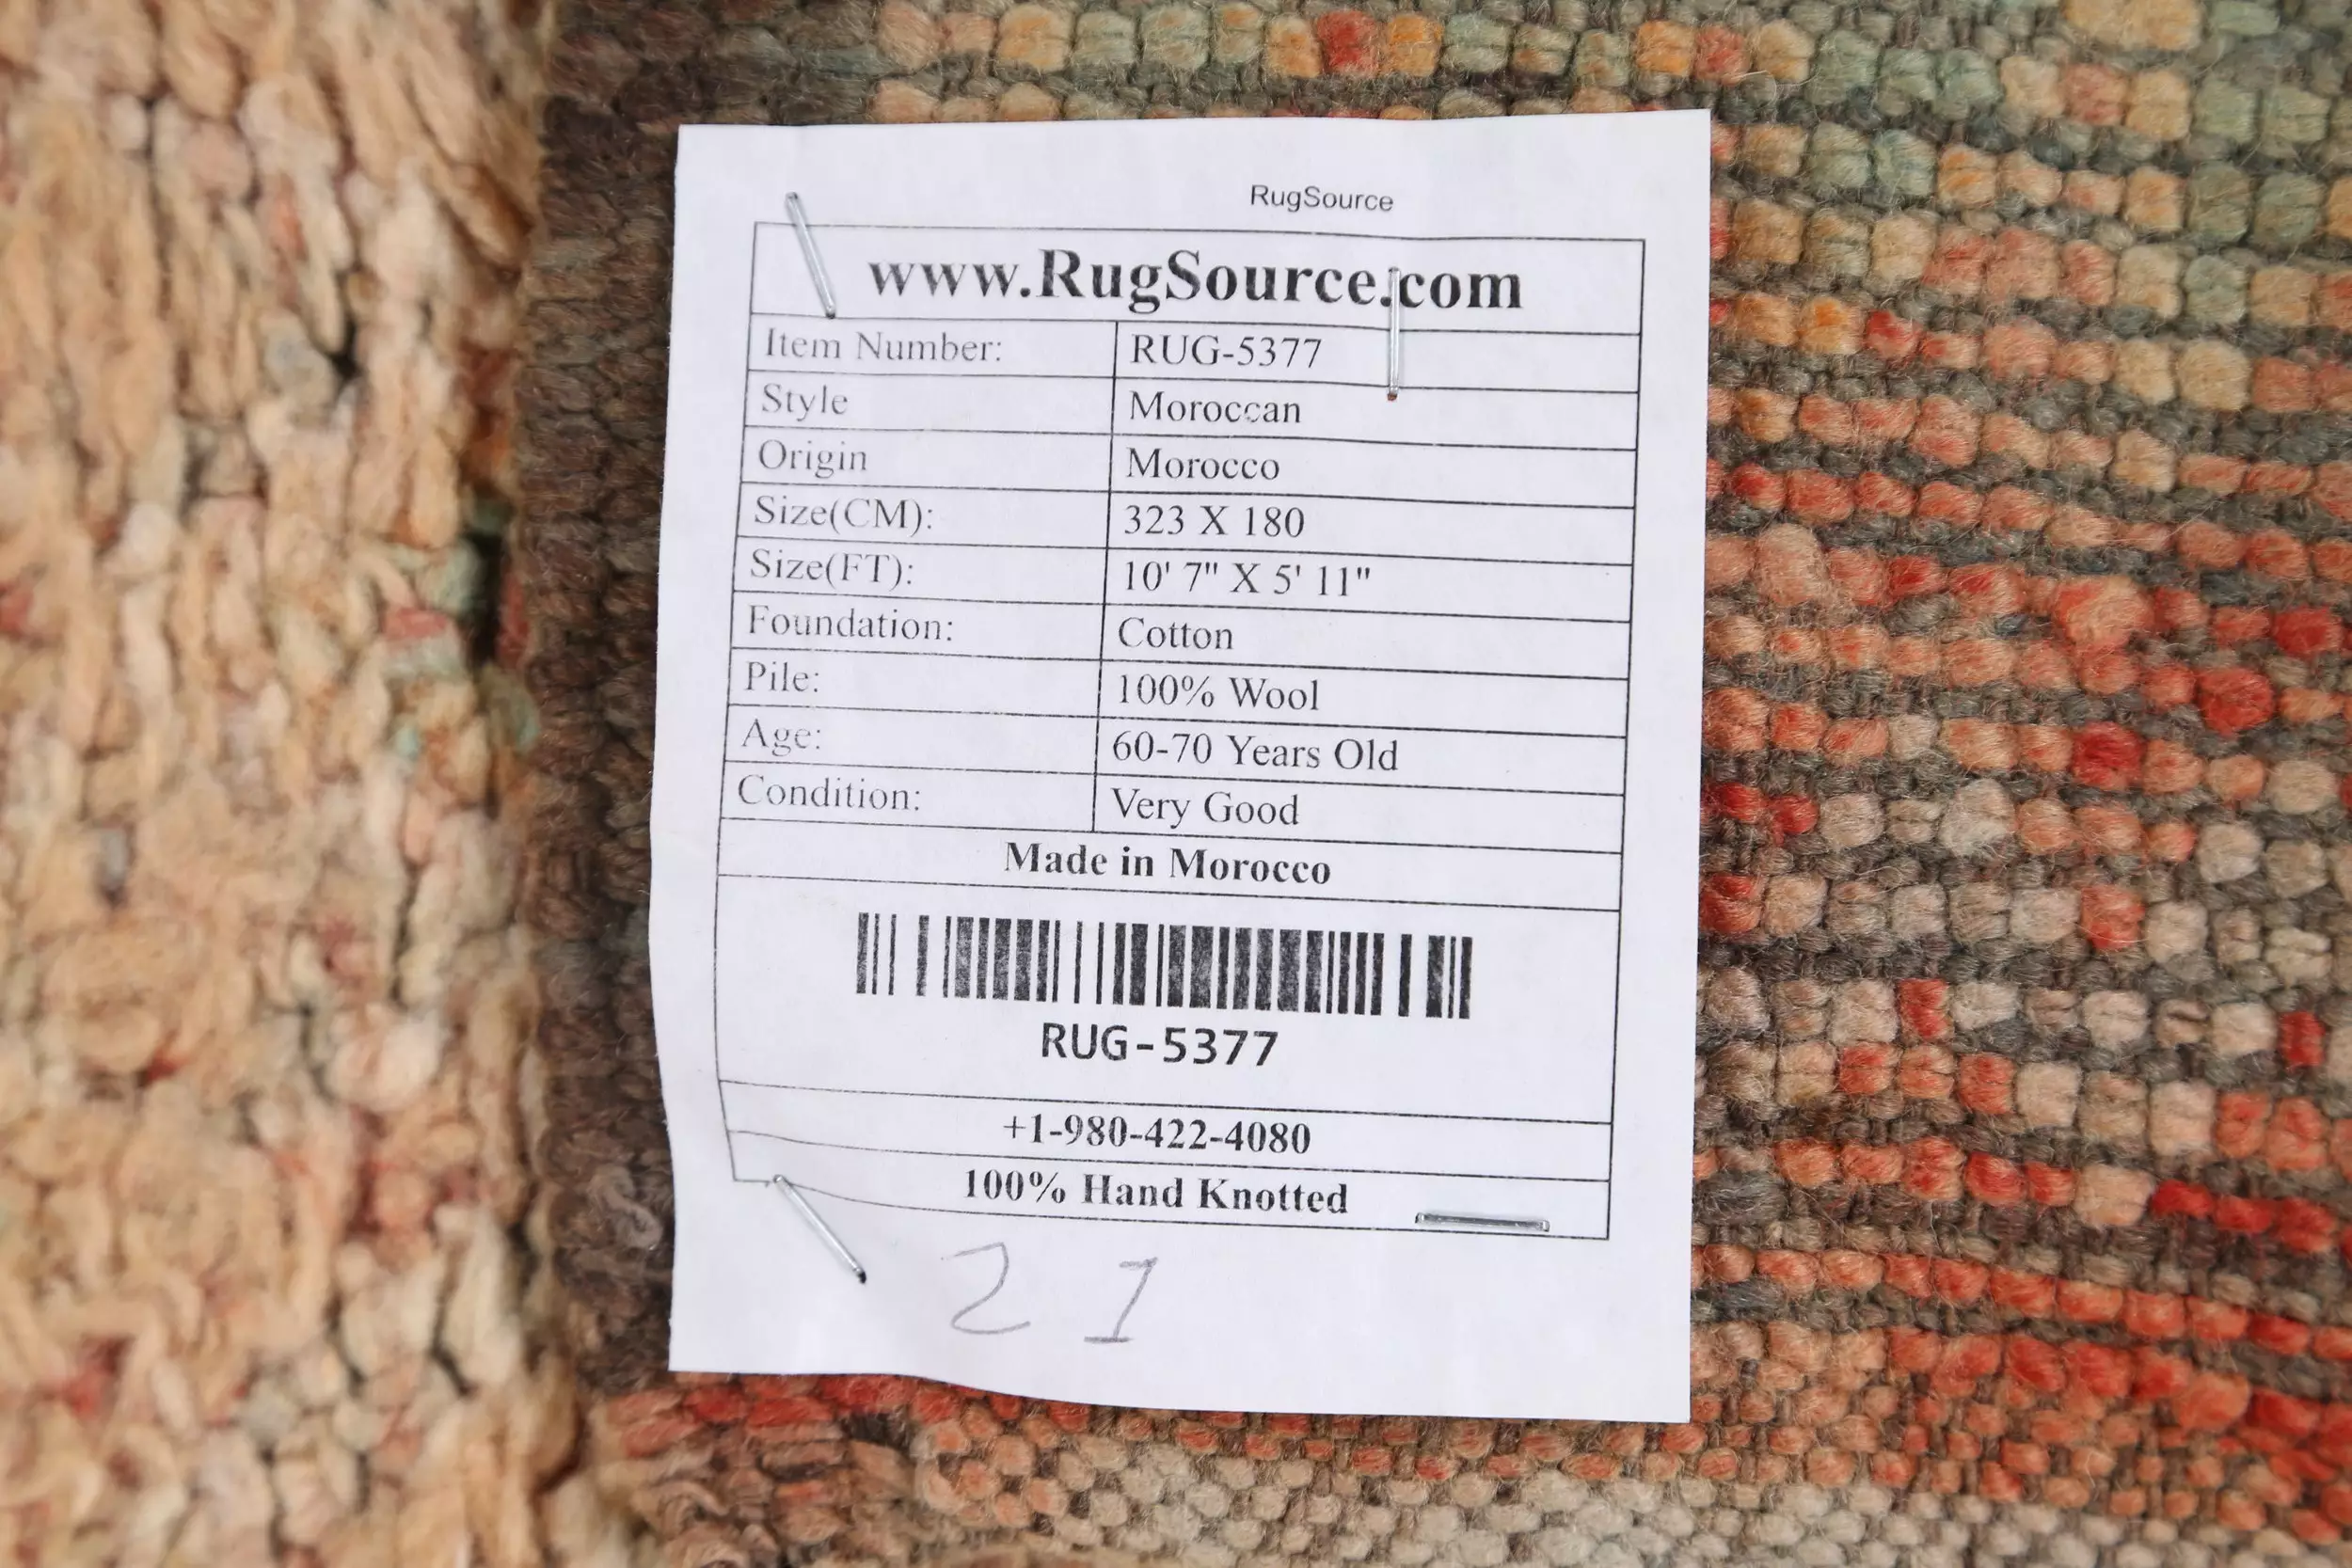 RugSource
www.RugSource.com
Item Number: RUG-5377
Style Moroccan
Origin Morocco
Size(CM): 323 X 180
Size(FT): 10' 7" X 5' 11"
Foundation: Cotton
Pile: 100% Wool
Age: 60-70 Years Old
Condition: Very Good
Made in Morocco
RUG-5377
+1-980-422-4080
100% Hand Knotted
21